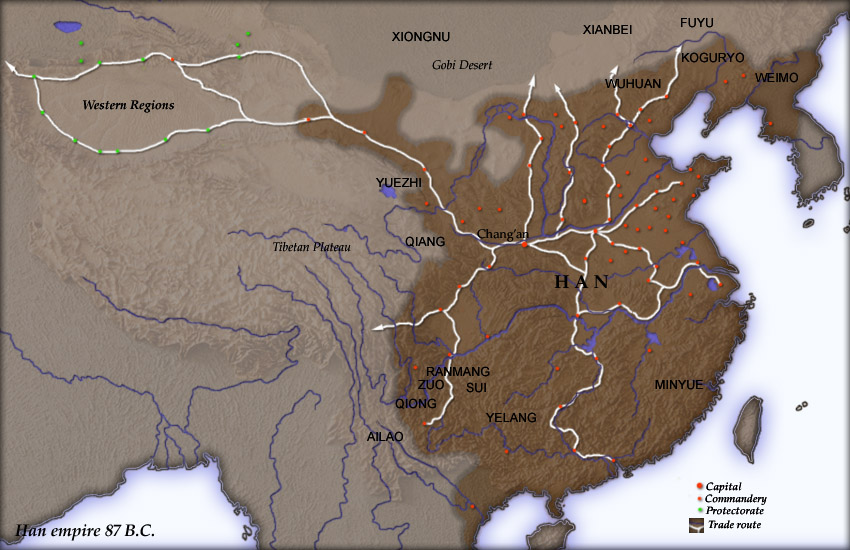 FUYU
XIANBEI
XIONGNU
KOGURYO
Gobi Desert
WEIMO
WUHUAN
Western Regions
YUEZHI
Chang'an
QIANG
Tibetan Plateau
HAN
RANMANG
ZUO
SUI
MINYUE
QIONG
YELANG
AILAO
Capital
Commandery
Protectorate
Trade route
Han empire 87 B.C.